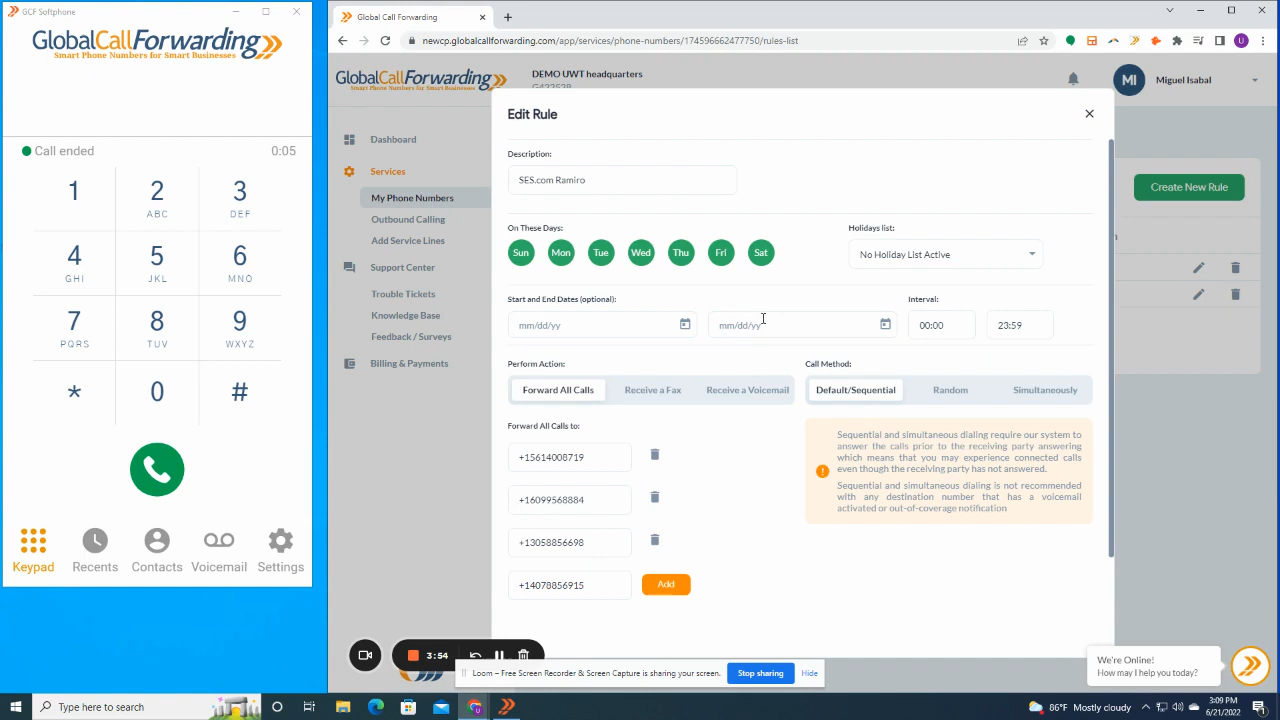 GCF Softphone
GlobalCallForwarding
Smart Phone Numbers for Smart Businesses
Call ended 0:05
1 2 3
ABC DEF
4 5 6
GHI JKL MNO
7 8 9
PQRS TUV WXYZ
* 0 #
Keypad Recents Contacts Voicemail Settings
Global Call Forwarding
newcp.globalcallforwarding.com/app/services/phone-numbers/174596662477750/rules-list
U
GlobalCallForwarding
Smart Phone Numbers for Smart Businesses
DEMO UWT headquarters
MI Miguel Isabal
Dashboard
Services
My Phone Numbers
Outbound Calling
Add Service Lines
Support Center
Trouble Tickets
Knowledge Base
Feedback / Surveys
Billing & Payments
Create New Rule
Edit Rule
Description:
SES.com Ramiro
On These Days: Holidays list:
Sun Mon Tue Wed Thu Fri Sat No Holiday List Active
Start and End Dates (optional): Interval:
mm/dd/yy mm/dd/yy 00:00 23:59
Perform Action: Call Method:
Forward All Calls Receive a Fax Receive a Voicemail Default/Sequential Random Simultaneously
Forward All Calls to:
+15614008719
+16099568884
+13058856698
+14078856915 Add
Sequential and simultaneous dialing require our system to
answer the calls prior to the receiving party answering
which means that you may experience connected calls
even though the receiving party has not answered.
Sequential and simultaneous dialing is not recommended
with any destination number that has a voicemail
activated or out-of-coverage notification
3:54
Loom – Free Screen Recorder & Screen Capture is sharing your screen. Stop sharing Hide
We're Online!
How may I help you today?
Type here to search
86°F Mostly cloudy
3:09 PM
6/21/2022
1